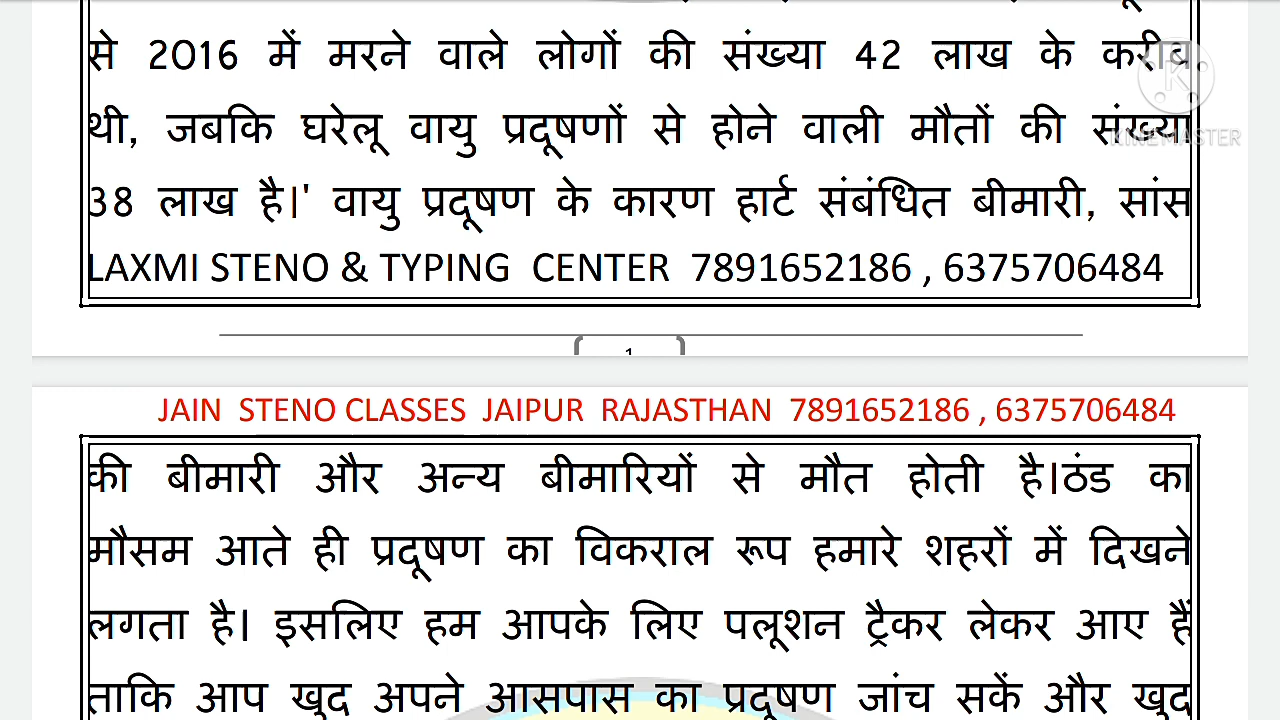 से 2016 में मरने वाले लोगों की संख्या 42 लाख के करीब
थी, जबकि घरेलू वायु प्रदूषणों से होने वाली मौतों की संख्या
KINEMASTER
38 लाख है।' वायु प्रदूषण के कारण हार्ट संबंधित बीमारी, सांस
LAXMI STENO & TYPING CENTER 7891652186 , 6375706484
1
JAIN STENO CLASSES JAIPUR RAJASTHAN 7891652186 , 6375706484
की बीमारी और अन्य बीमारियों से मौत होती है।ठंड का
मौसम आते ही प्रदूषण का विकराल रूप हमारे शहरों में दिखने
लगता है। इसलिए हम आपके लिए पलूशन ट्रैकर लेकर आए हैं
ताकि आप खुद अपने आसपास का प्रदूषण जांच सकें और खुद